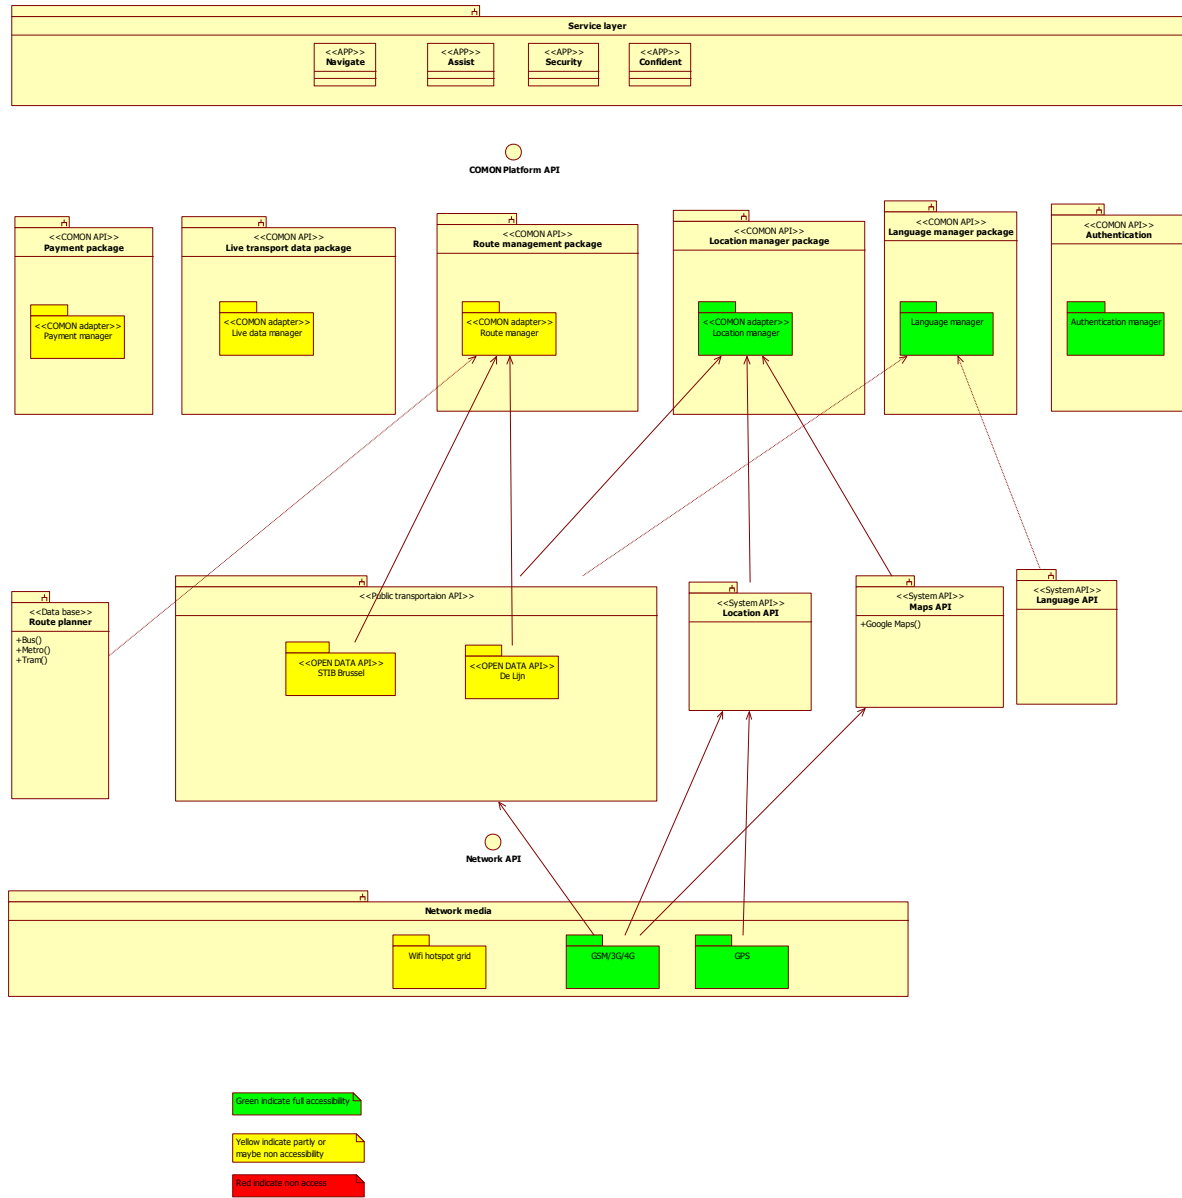 Service layer
<<APP>>
Navigate
<<APP>>
Assist
<<APP>>
Security
<<APP>>
Confident
COMON Platform API
<<COMON API>>
Payment package
<<COMON API>>
Live transport data package
<<COMON API>>
Route management package
<<COMON API>>
Location manager package
<<COMON API>>
Language manager package
<<COMON API>>
Authentication
<<COMON adapter>>
Payment manager
<<COMON adapter>>
Live data manager
<<COMON adapter>>
Route manager
<<COMON adapter>>
Location manager
Language manager
Authentication manager
<<Data base>>
Route planner
+Bus()
+Metro()
+Tram()
<<Public transportaion API>>
<<OPEN DATA API>>
STIB Brussel
<<OPEN DATA API>>
De Lijn
<<System API>>
Location API
<<System API>>
Maps API
+Google Maps()
<<System API>>
Language API
Network API
Network media
Wifi hotspot grid
GSM/3G/4G
GPS
Green indicate full accessibility
Yellow indicate partly or
maybe non accessibility
Red indicate non access